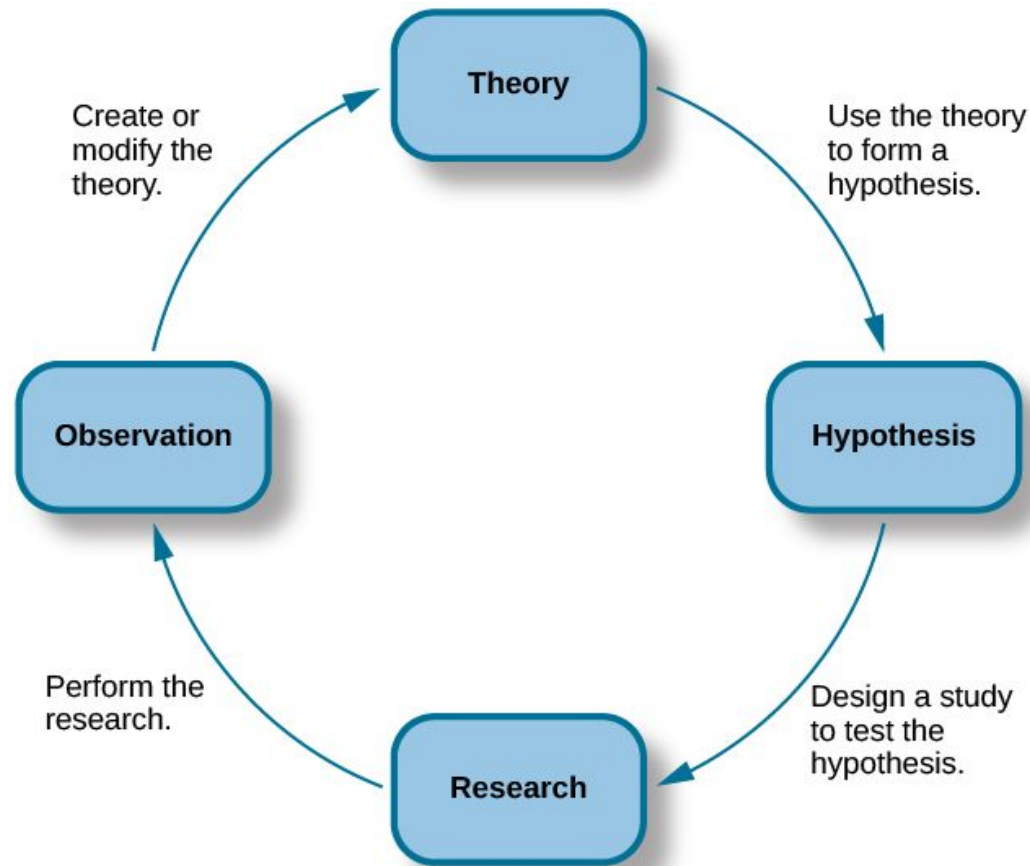 Theory
Use the theory
to form a
hypothesis.
Hypothesis
Design a study
to test the
hypothesis.
Research
Perform the
research.
Observation
Create or
modify the
theory.